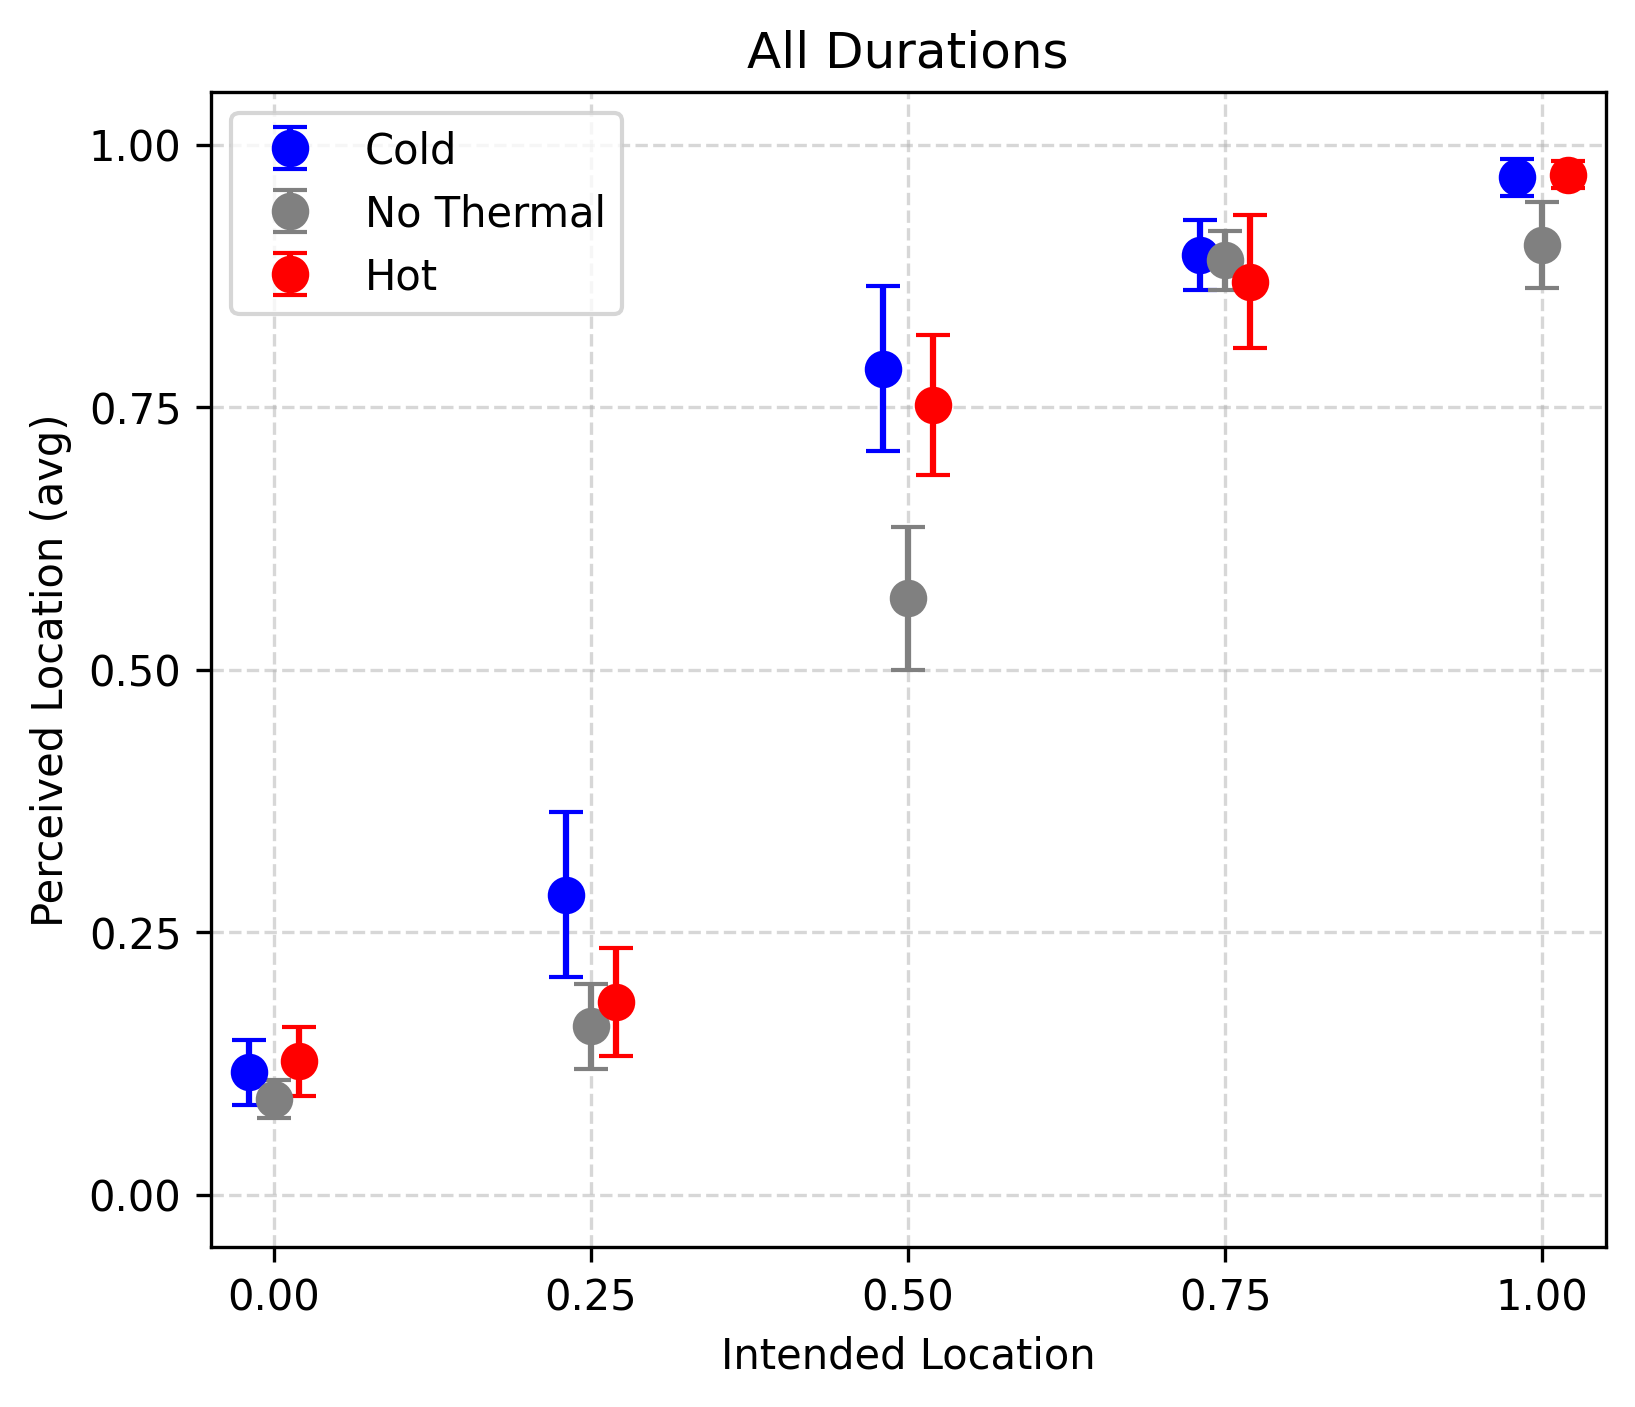 All Durations
Cold
No Thermal
Hot
1.00
0.75
0.50
0.25
0.00
Perceived Location (avg)
0.00 0.25 0.50 0.75 1.00
Intended Location